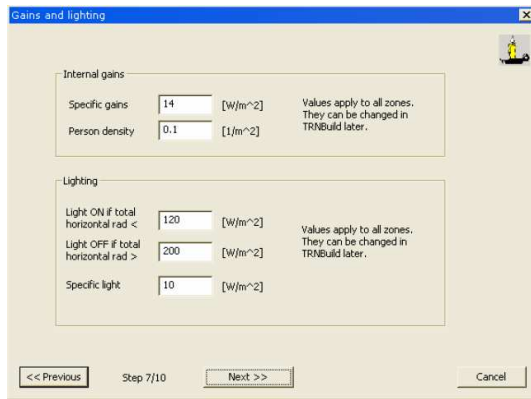 Gains and lighting
Internal gains
Specific gains 14 [W/m^2]
Person density 0.1 [1/m^2]
Values apply to all zones.
They can be changed in
TRNBuild later.
Lighting
Light ON if total
horizontal rad < 120 [W/m^2]
Light OFF if total
horizontal rad > 200 [W/m^2]
Specific light 10 [W/m^2]
Values apply to all zones.
They can be changed in
TRNBuild later.
<< Previous Step 7/10 Next >> Cancel